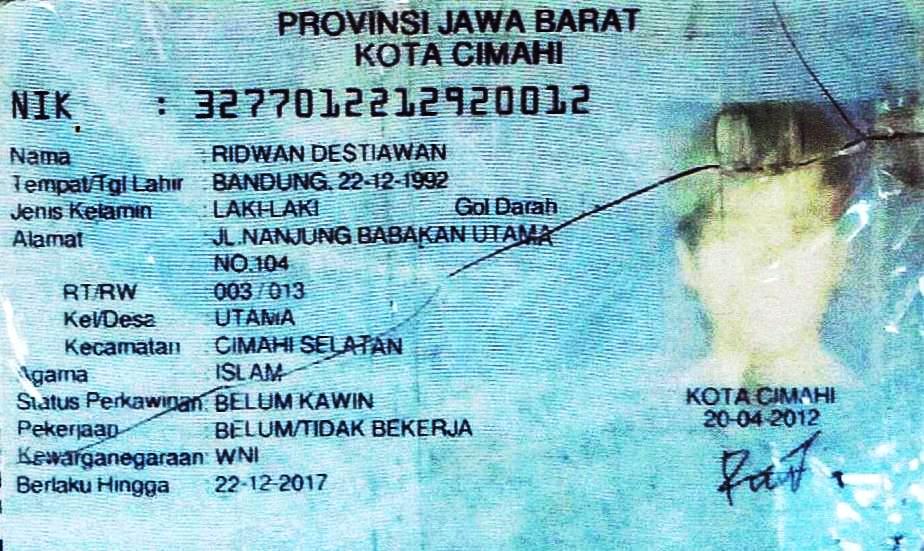 PROVINSI JAWA BARAT
KOTA CIMAHI
NIK : 3277012212920012
Nama : RIDWAN DESTIAWAN
Tempat/Tgl Lahir : BANDUNG, 22-12-1992
Jenis Kelamin : LAKI-LAKI Gol Darah
Alamat : JL.NANJUNG BABAKAN UTAMA
NO.104
RT/RW : 003 / 013
Kel/Desa : UTAMA
Kecamatan : CIMAHI SELATAN
Agama : ISLAM
Status Perkawinan : BELUM KAWIN
Pekerjaan : BELUM/TIDAK BEKERJA
Kewarganegaraan : WNI
Berlaku Hingga : 22-12-2017
KOTA CIMAHI
20-04-2012